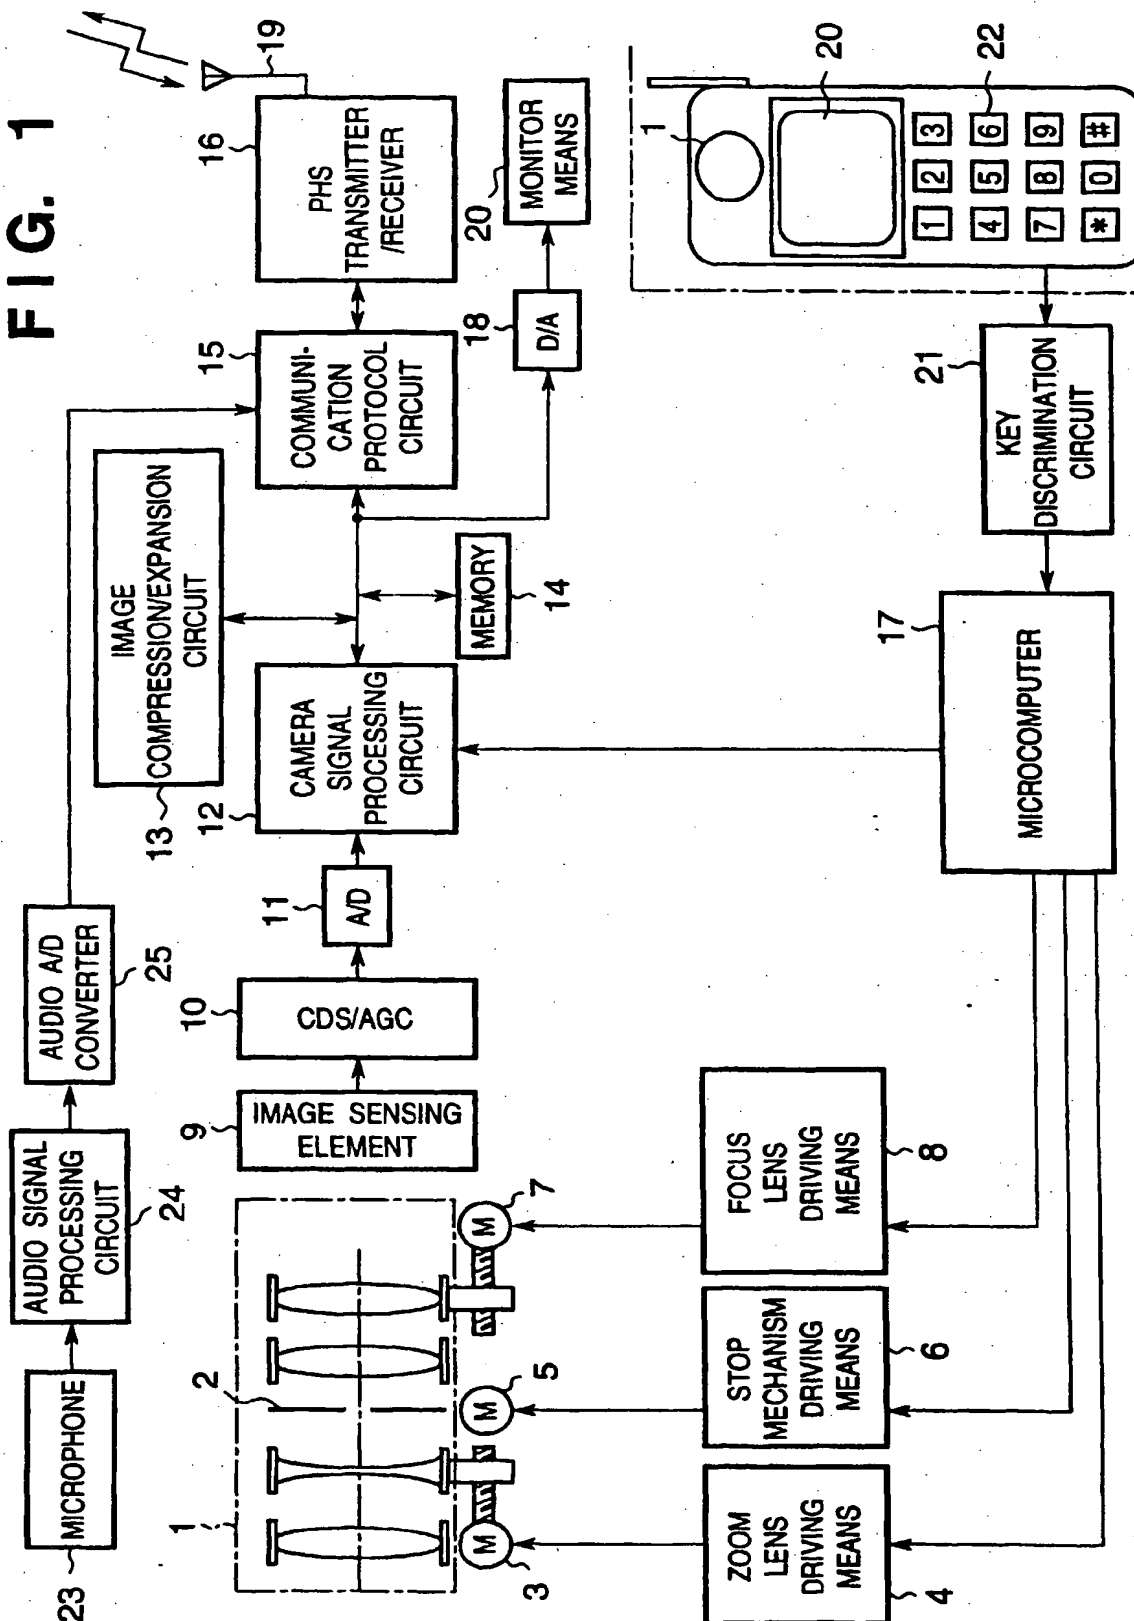 FIG. 1
19
16
PHS
TRANSMITTER
/RECEIVER
20
MONITOR
MEANS
15
COMMUNI-
CATION
PROTOCOL
CIRCUIT
18
D/A
IMAGE
COMPRESSION/EXPANSION
CIRCUIT
13
MEMORY
14
12
CAMERA
SIGNAL
PROCESSING
CIRCUIT
11
A/D
10
CDS/AGC
9
IMAGE SENSING
ELEMENT
AUDIO A/D
CONVERTER
25
AUDIO SIGNAL
PROCESSING
CIRCUIT
24
MICROPHONE
23
1
2
3
5
7
M
M
M
ZOOM
LENS
DRIVING
MEANS
4
STOP
MECHANISM
DRIVING
MEANS
6
FOCUS
LENS
DRIVING
MEANS
8
17
MICROCOMPUTER
21
KEY
DISCRIMINATION
CIRCUIT
1
20
22
1 2 3
4 5 6
7 8 9
* 0 #